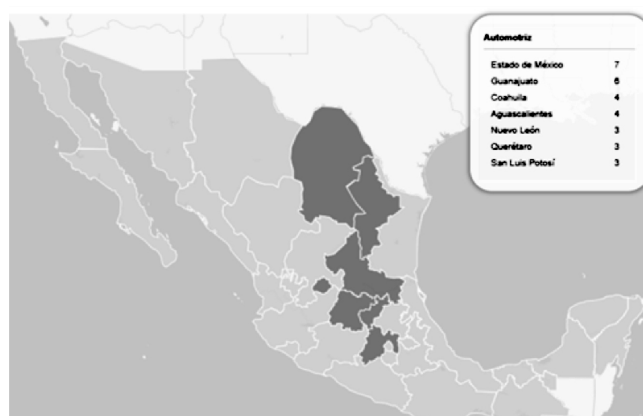 Automotriz
Estado de México 7
Guanajuato 6
Coahuila 4
Aguascalientes 4
Nuevo León 3
Querétaro 3
San Luis Potosí 3